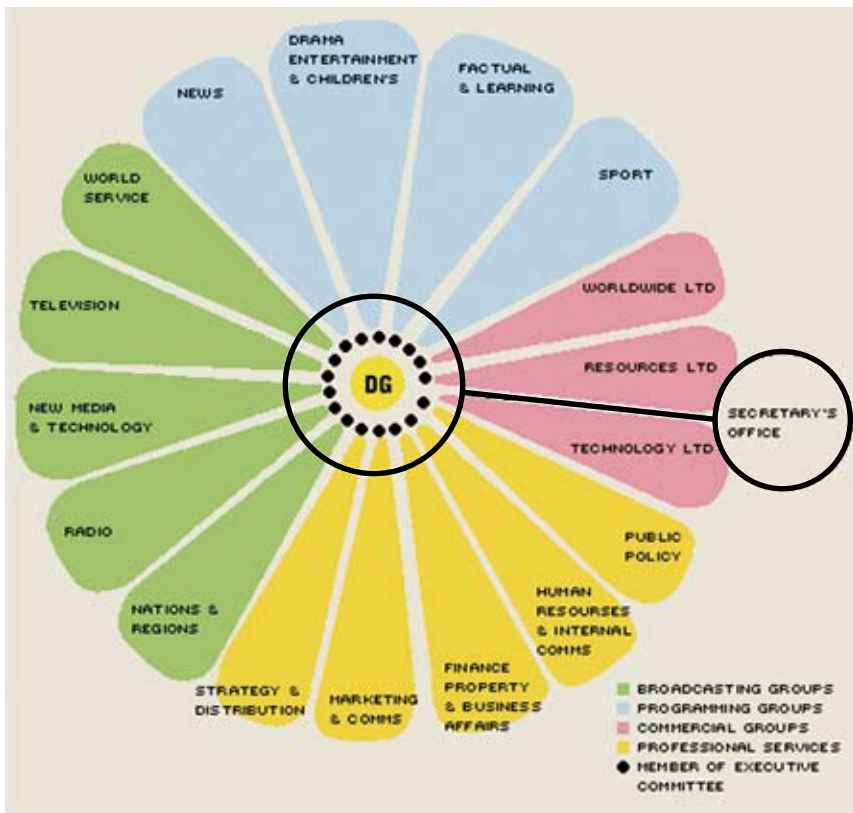 DRAMA
ENTERTAINMENT
& CHILDREN'S
FACTUAL
& LEARNING
NEWS
SPORT
WORLD
SERVICE
WORLDWIDE LTD
TELEVISION
RESOURCES LTD
DG
NEW MEDIA
& TECHNOLOGY
SECRETARY'S
OFFICE
TECHNOLOGY LTD
RADIO
PUBLIC
POLICY
NATIONS &
REGIONS
HUMAN
RESOURSES
& INTERNAL
COMMS
STRATEGY &
DISTRIBUTION
MARKETING
& COMMS
FINANCE
PROPERTY
& BUSINESS
AFFAIRS
BROADCASTING GROUPS
PROGRAMMING GROUPS
COMMERCIAL GROUPS
PROFESSIONAL SERVICES
MEMBER OF EXECUTIVE
COMMITTEE